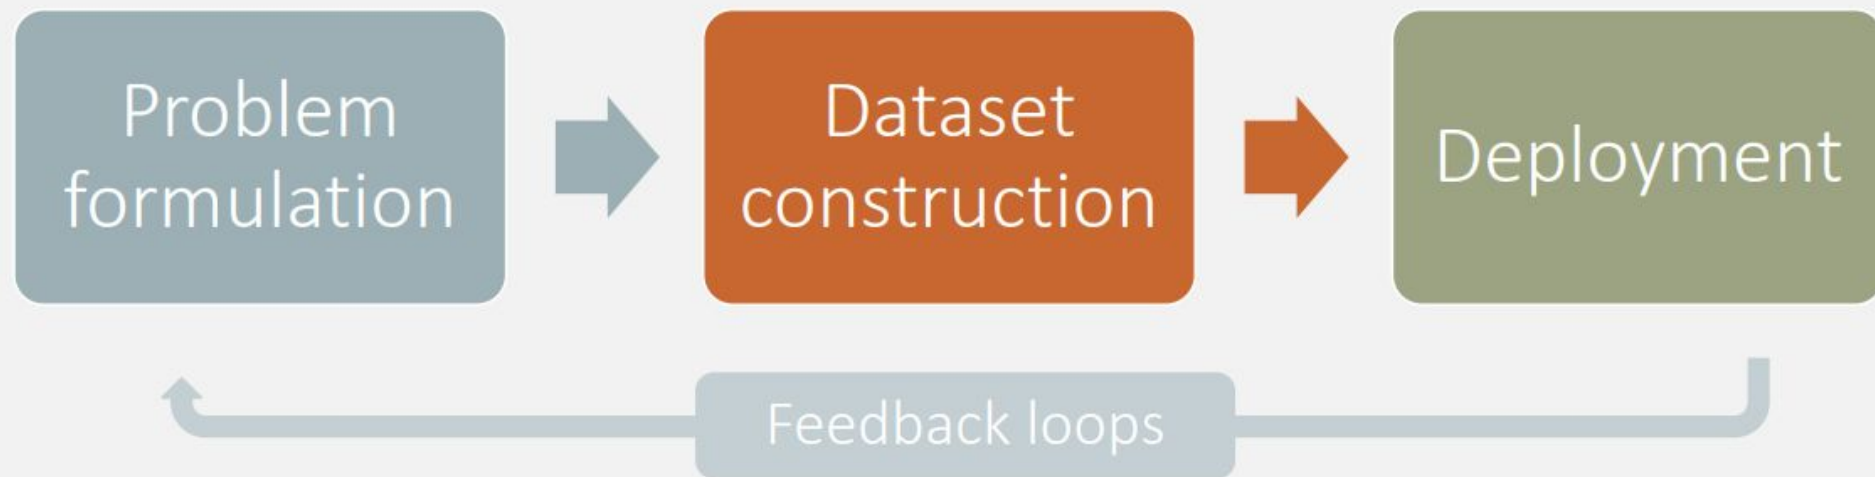 Problem
formulation
Dataset
construction
Deployment
Feedback loops